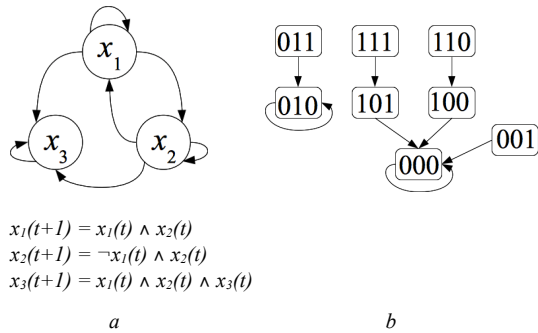 x₁
x₃ x₂
011 111 110
010 101 100
001
000
x₁(t+1) = x₁(t) ∧ x₂(t)
x₂(t+1) = ¬x₁(t) ∧ x₂(t)
x₃(t+1) = x₁(t) ∧ x₂(t) ∧ x₃(t)
a b